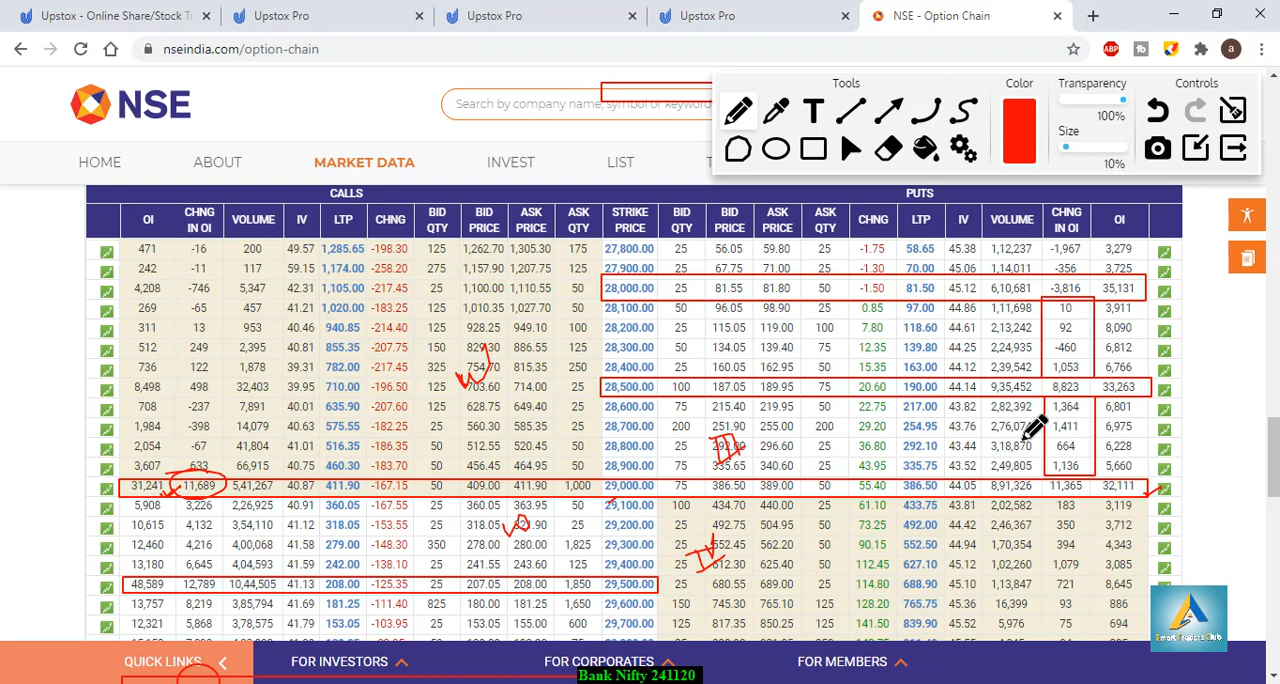 Upstox - Online Share/Stock T
Upstox Pro
Upstox Pro
Upstox Pro
NSE - Option Chain
nseindia.com/option-chain
ABP
a
NSE
Search by company name, symbol or keyword
Tools
Color
Transparency
Controls
100%
Size
10%
HOME ABOUT MARKET DATA INVEST LIST
CALLS PUTS
OI CHNG IN OI VOLUME IV LTP CHNG BID QTY BID PRICE ASK PRICE ASK QTY STRIKE PRICE BID QTY BID PRICE ASK PRICE ASK QTY CHNG LTP IV VOLUME CHNG IN OI OI
471 -16 200 49.57 1,285.65 -198.30 125 1,262.70 1,305.30 175 27,800.00 25 56.05 59.80 25 -1.75 58.65 45.38 1,12,237 -1,967 3,279
242 -11 117 59.15 1,174.00 -258.20 275 1,157.90 1,207.75 125 27,900.00 25 67.75 71.00 25 -1.30 70.00 45.06 1,14,011 -356 3,725
4,208 -746 5,347 42.31 1,105.00 -217.45 125 1,100.00 1,110.55 50 28,000.00 25 81.55 81.80 50 -1.50 81.50 45.12 6,10,681 -3,816 35,131
269 -65 457 41.21 1,020.00 -183.25 125 1,010.35 1,027.70 50 28,100.00 50 96.05 98.90 50 0.85 97.00 44.86 1,11,698 10 3,911
311 13 953 40.46 940.85 -214.40 125 928.25 949.10 100 28,200.00 25 115.05 119.00 100 7.80 118.60 44.61 2,13,242 92 8,090
512 249 2,395 40.81 855.35 -207.75 150 829.30 886.55 125 28,300.00 50 134.05 139.40 75 12.35 139.80 44.25 2,24,935 -460 6,812
736 122 1,878 39.31 782.00 -217.45 325 754.70 815.35 250 28,400.00 25 160.05 162.95 50 15.35 163.00 44.12 2,39,542 1,053 6,766
8,498 498 32,403 39.95 710.00 -196.50 125 703.60 714.00 25 28,500.00 100 187.05 189.95 75 20.60 190.00 44.14 9,35,452 8,823 33,263
708 -237 7,891 40.01 635.90 -207.60 125 628.75 649.40 25 28,600.00 75 215.40 219.95 50 22.75 217.00 43.82 2,82,392 1,364 6,801
1,984 -398 14,079 40.03 575.55 -182.25 25 560.30 585.35 125 28,700.00 200 251.90 255.00 200 29.20 254.95 43.76 1,411 6,975
2,054 -67 41,804 40.01 516.35 -186.35 50 512.55 520.45 125 28,800.00 25 296.60 50 36.80 292.10 43.44 3,18,870 664 6,228
3,607 633 66,915 40.75 460.30 -183.70 50 456.45 464.95 125 28,900.00 75 335.65 340.60 25 43.95 335.75 43.52 2,49,805 1,136 5,660
31,241 11,689 5,41,267 40.87 411.90 -167.15 50 409.00 411.90 1,000 29,000.00 75 386.50 389.00 50 55.40 386.50 44.05 8,91,326 11,365 32,111
5,908 3,226 2,26,925 40.91 360.05 -167.55 25 360.05 363.95 50 29,100.00 100 434.70 440.00 25 61.10 433.75 43.81 2,02,582 183 3,119
10,615 4,132 3,54,110 41.12 318.05 -153.55 25 318.05 321.90 50 29,200.00 25 492.75 504.95 50 73.25 492.00 44.24 2,46,367 350 3,712
12,460 4,216 4,00,068 41.58 279.00 -148.30 350 278.00 280.00 1,825 29,300.00 25 552.45 562.20 50 90.15 552.50 44.94 1,70,354 394 4,343
13,180 6,645 4,04,593 41.59 242.00 -138.10 25 241.55 243.60 125 29,400.00 25 612.30 625.40 50 112.45 627.10 44.32 1,02,260 1,079 3,085
48,589 12,789 10,44,505 41.13 208.00 -125.35 25 207.05 208.00 1,850 29,500.00 25 680.55 689.00 25 114.80 688.90 45.10 1,13,847 721 8,645
13,757 8,219 3,85,794 41.69 181.25 -111.40 825 180.00 181.25 1,650 29,600.00 150 745.30 765.10 125 128.20 765.75 45.36 16,399 93 886
12,321 5,868 3,78,575 41.79 153.05 -103.95 25 153.05 155.00 600 29,700.00 125 817.35 850.35 125 141.50 839.90 45.12 5,976 114 694
III
IV
Smart Traders Club
QUICK LINKS FOR INVESTORS FOR CORPORATES FOR MEMBERS
Bank Nifty 241120